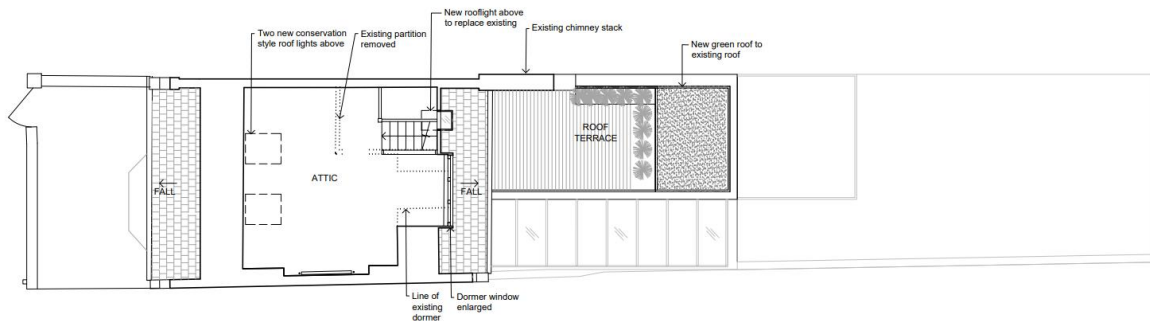 New rooflight above
to replace existing
Two new conservation
style roof lights above
Existing partition
removed
Existing chimney stack
New green roof to
existing roof
ROOF
TERRACE
ATTIC
FALL
FALL
Line of
existing
dormer
Dormer window
enlarged